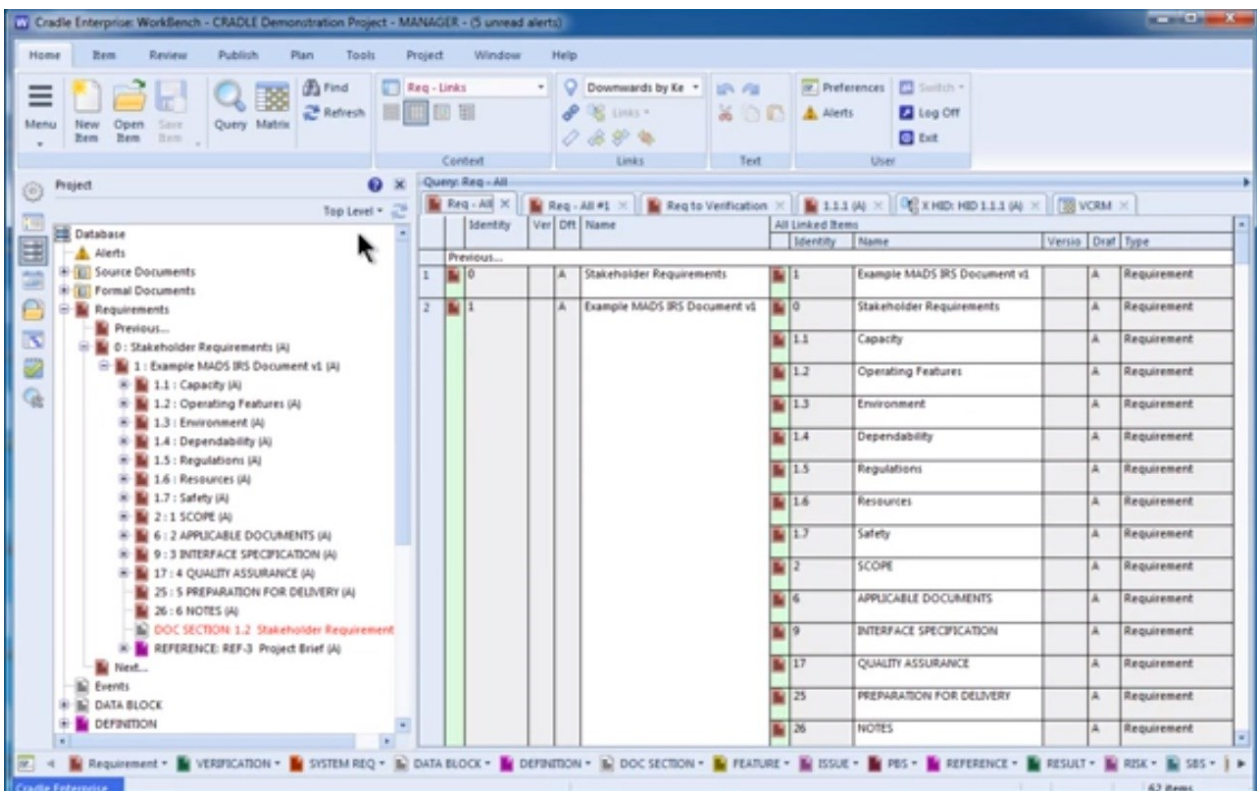 Cradle Enterprise: WorkBench - CRADLE Demonstration Project - MANAGER - (5 unread alerts)
Home Item Review Publish Plan Tools Project Window Help
Menu
New Item
Open Item
Save Item
Query
Matrix
Find
Refresh
Req - Links
Context
Downwards by Ke
Links
Links
Text
Preferences
Alerts
Switch
Log Off
Exit
User
Project
Top Level
Database
Alerts
Source Documents
Formal Documents
Requirements
Previous...
0 : Stakeholder Requirements (A)
1 : Example MADS IRS Document v1 (A)
1.1 : Capacity (A)
1.2 : Operating Features (A)
1.3 : Environment (A)
1.4 : Dependability (A)
1.5 : Regulations (A)
1.6 : Resources (A)
1.7 : Safety (A)
2 : 1 SCOPE (A)
6 : 2 APPLICABLE DOCUMENTS (A)
9 : 3 INTERFACE SPECIFICATION (A)
17 : 4 QUALITY ASSURANCE (A)
25 : 5 PREPARATION FOR DELIVERY (A)
26 : 6 NOTES (A)
DOC SECTION: 1.2 Stakeholder Requirement
REFERENCE: REF-3 Project Brief (A)
Next...
Events
DATA BLOCK
DEFINITION
Query: Req - All
Req - All Req - All #1 Req to Verification 1.1.1 (A) X HID: HID 1.1.1 (A) VCRM
Identity Ver Dft Name All Linked Items
Identity Name Versio Draf Type
Previous...
1 0 A Stakeholder Requirements 1 Example MADS IRS Document v1 A Requirement
2 1 A Example MADS IRS Document v1 0 Stakeholder Requirements A Requirement
1.1 Capacity A Requirement
1.2 Operating Features A Requirement
1.3 Environment A Requirement
1.4 Dependability A Requirement
1.5 Regulations A Requirement
1.6 Resources A Requirement
1.7 Safety A Requirement
2 SCOPE A Requirement
6 APPLICABLE DOCUMENTS A Requirement
9 INTERFACE SPECIFICATION A Requirement
17 QUALITY ASSURANCE A Requirement
25 PREPARATION FOR DELIVERY A Requirement
26 NOTES A Requirement
Requirement VERIFICATION SYSTEM REQ DATA BLOCK DEFINITION DOC SECTION FEATURE ISSUE PBS REFERENCE RESULT RISK SBS
Cradle Enterprise 62 items